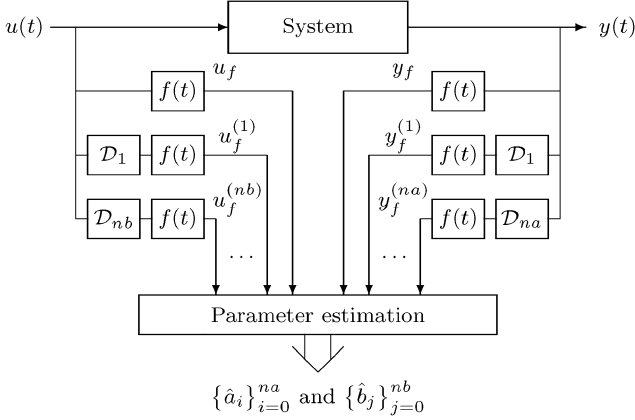 u(t) System y(t)
u_f y_f
f(t) f(t)
u_f^{(1)} y_f^{(1)}
𝒟_1 f(t) f(t) 𝒟_1
u_f^{(nb)} y_f^{(na)}
𝒟_{nb} f(t) f(t) 𝒟_{na}
... ...
Parameter estimation
{â_i}_{i=0}^{na} and {b̂_j}_{j=0}^{nb}